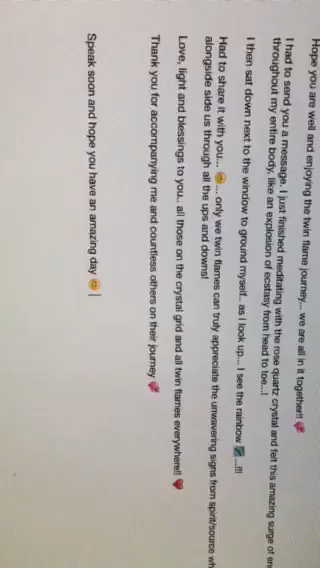 Hope you are well and enjoying the twin flame journey... we are all in it together!! 💞
I had to send you a message. I just finished meditating with the rose quartz crystal and felt this amazing surge of
throughout my entire body, like an explosion of ecstasy from head to toe...!
I then sat down next to the window to ground myself.. as I look up... I see the rainbow 🌈...!!!
Had to share it with you... 😊... only we twin flames can truly appreciate the unwavering signs from spirit/source
alongside side us through all the ups and downs!
Love, light and blessings to you.. all those on the crystal grid and all twin flames everywhere!! ❤️
Thank you for accompanying me and countless others on their journey 💞
Speak soon and hope you have an amazing day 😊